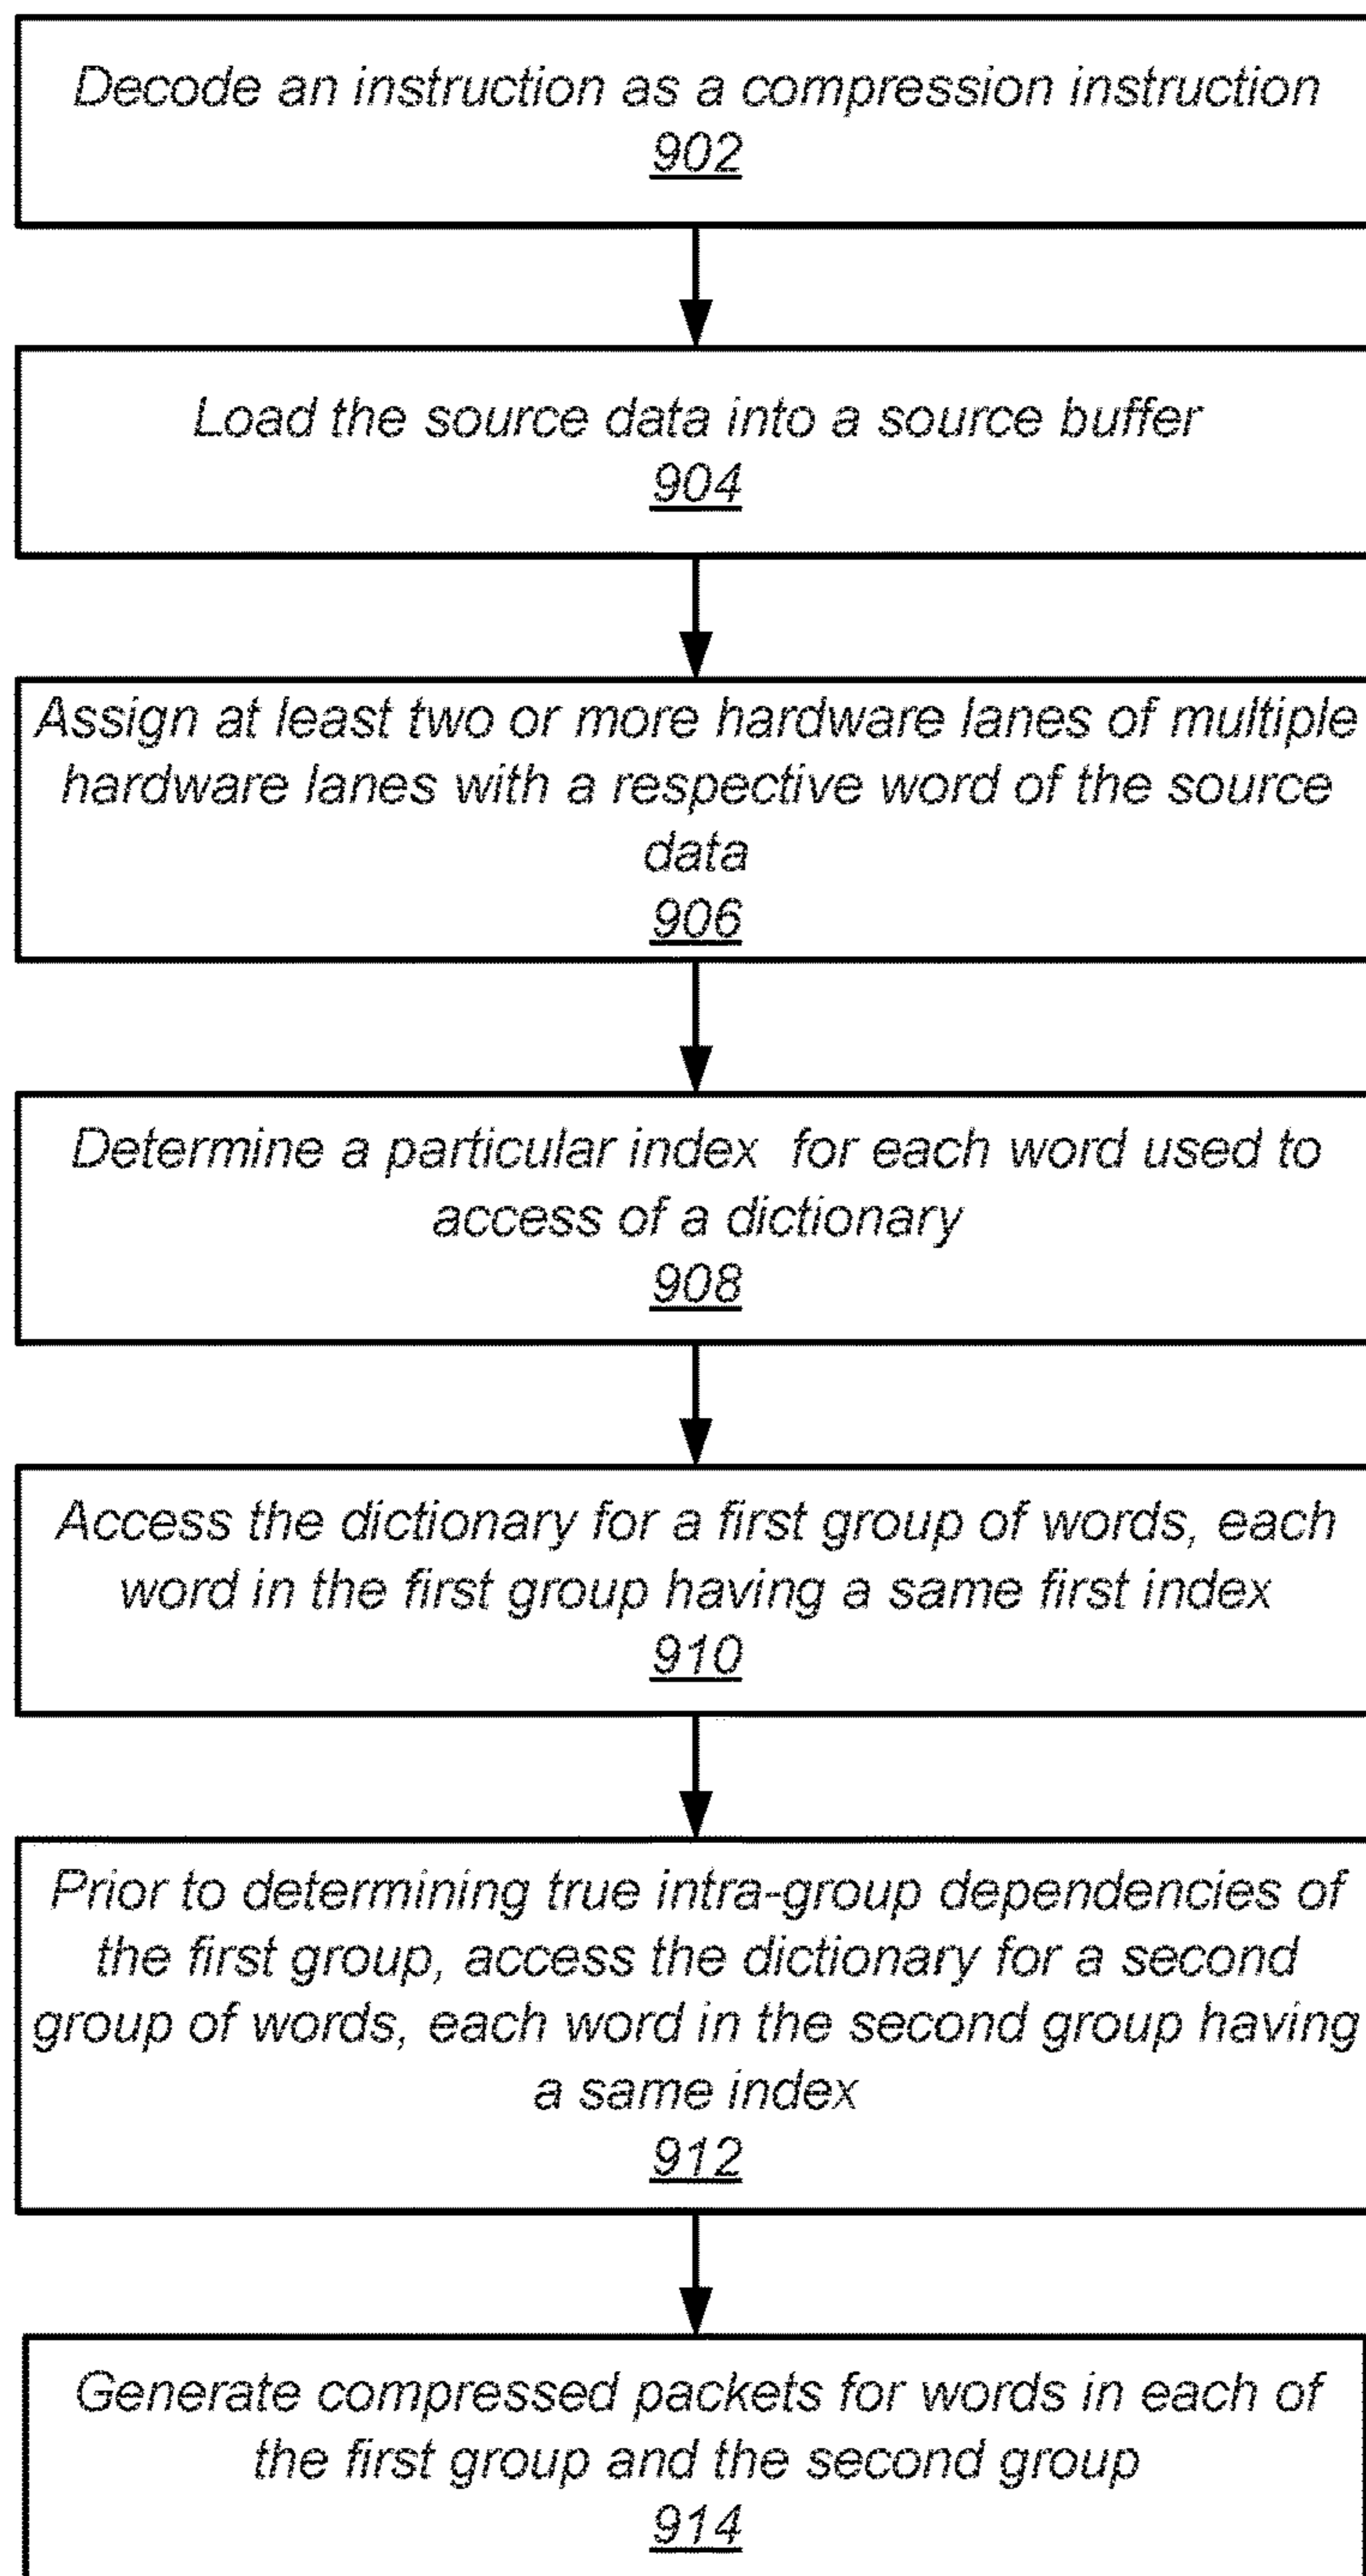 Decode an instruction as a compression instruction
902
Load the source data into a source buffer
904
Assign at least two or more hardware lanes of multiple
hardware lanes with a respective word of the source
data
906
Determine a particular index for each word used to
access of a dictionary
908
Access the dictionary for a first group of words, each
word in the first group having a same first index
910
Prior to determining true intra-group dependencies of
the first group, access the dictionary for a second
group of words, each word in the second group having
a same index
912
Generate compressed packets for words in each of
the first group and the second group
914